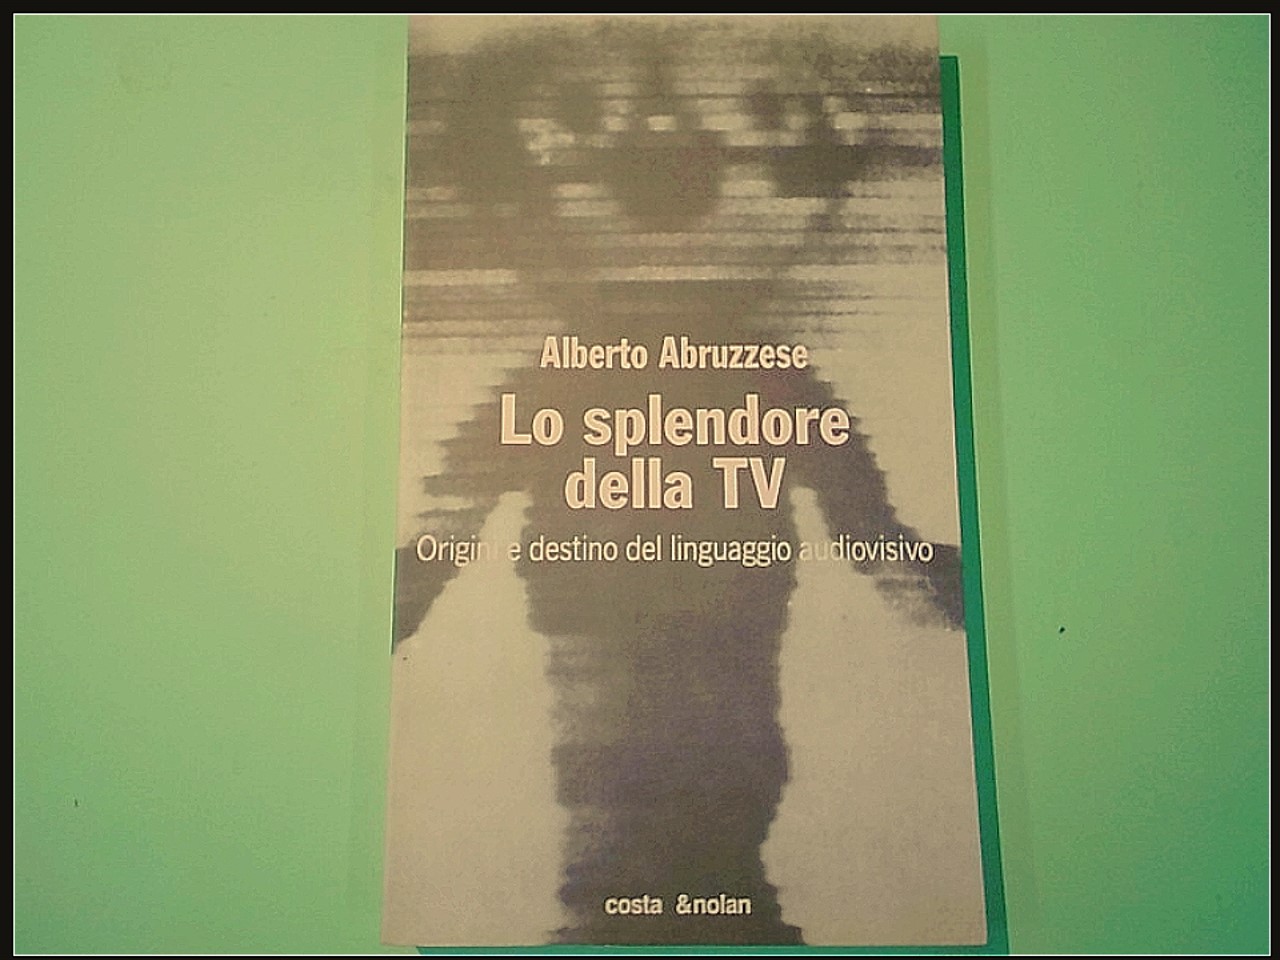 Alberto Abruzzese
Lo splendore
della TV
Origini e destino del linguaggio audiovisivo
costa &nolan